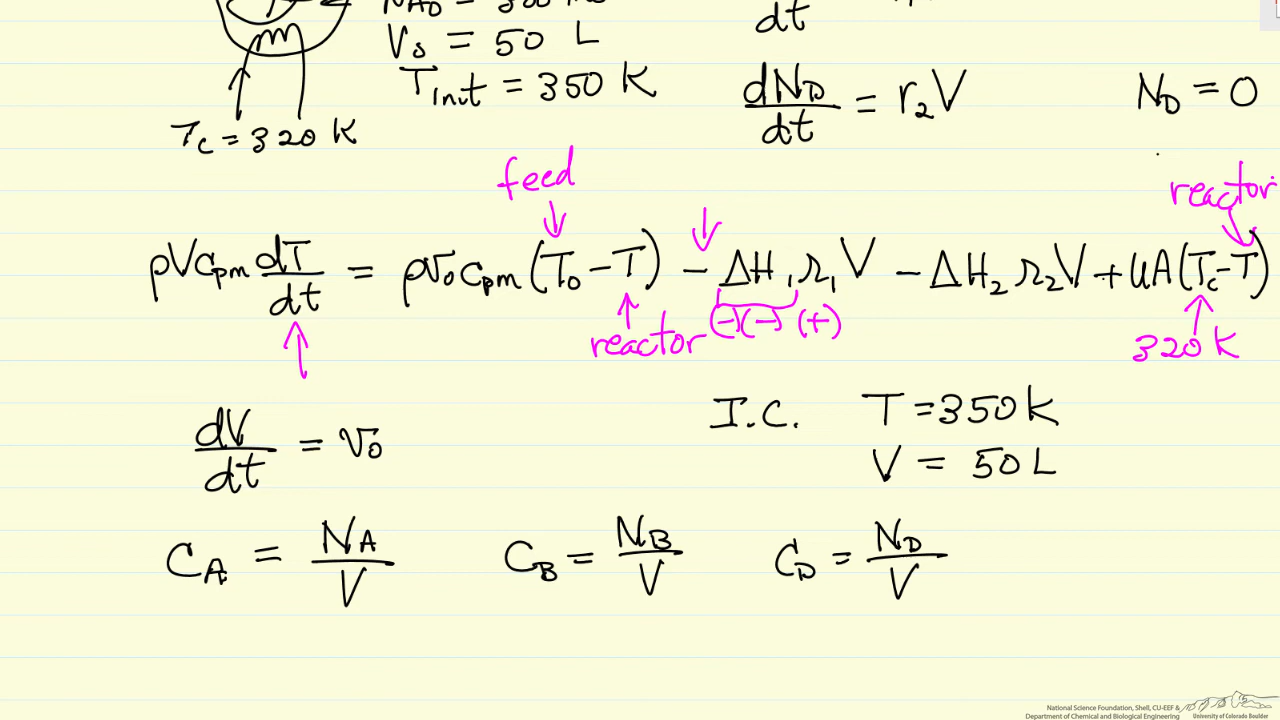 V₀ = 50 L
dt
T_init = 350 K
dN_D/dt = r₂V
N_D = 0
T_c = 320 K
feed
reactor
ρVc_pm dT/dt = ρv₀c_pm(T₀ - T) - ΔH₁r₁V - ΔH₂r₂V + UA(T_c - T)
reactor (-)(-)(+)
320 K
I.C. T = 350 K
dV/dt = v₀
V = 50 L
C_A = N_A/V C_B = N_B/V C_D = N_D/V
National Science Foundation, Shell, CU-EEF &
Department of Chemical and Biological Engineering
University of Colorado Boulder